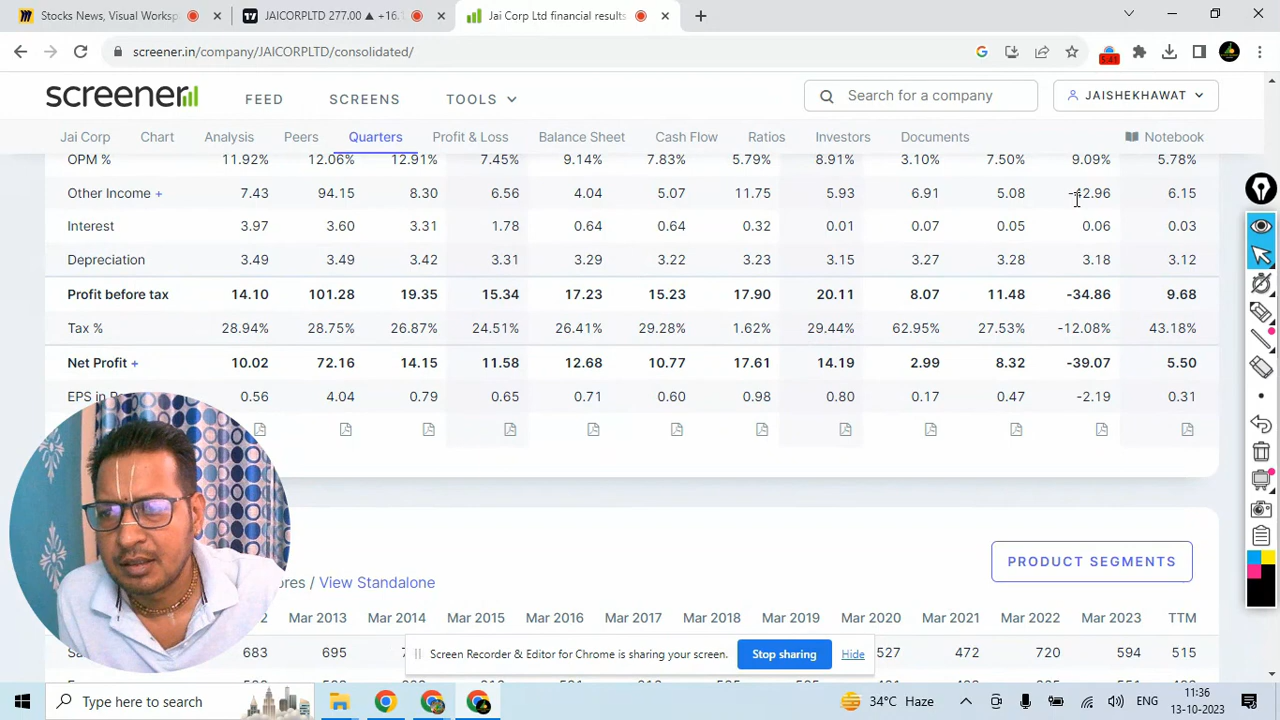 Stocks News, Visual Worksp
JAICORPLTD 277.00 ▲ +16.
Jai Corp Ltd financial results
screener.in/company/JAICORPLTD/consolidated/
5:41
screener
FEED
SCREENS
TOOLS
Search for a company
JAISHEKHAWAT
Jai Corp Chart Analysis Peers Quarters Profit & Loss Balance Sheet Cash Flow Ratios Investors Documents Notebook
OPM % 11.92% 12.06% 12.91% 7.45% 9.14% 7.83% 5.79% 8.91% 3.10% 7.50% 9.09% 5.78%
Other Income + 7.43 94.15 8.30 6.56 4.04 5.07 11.75 5.93 6.91 5.08 -42.96 6.15
Interest 3.97 3.60 3.31 1.78 0.64 0.64 0.32 0.01 0.07 0.05 0.06 0.03
Depreciation 3.49 3.49 3.42 3.31 3.29 3.22 3.23 3.15 3.27 3.28 3.18 3.12
Profit before tax 14.10 101.28 19.35 15.34 17.23 15.23 17.90 20.11 8.07 11.48 -34.86 9.68
Tax % 28.94% 28.75% 26.87% 24.51% 26.41% 29.28% 1.62% 29.44% 62.95% 27.53% -12.08% 43.18%
Net Profit + 10.02 72.16 14.15 11.58 12.68 10.77 17.61 14.19 2.99 8.32 -39.07 5.50
EPS in 0.56 4.04 0.79 0.65 0.71 0.60 0.98 0.80 0.17 0.47 -2.19 0.31
PRODUCT SEGMENTS
ores / View Standalone
2 Mar 2013 Mar 2014 Mar 2015 Mar 2016 Mar 2017 Mar 2018 Mar 2019 Mar 2020 Mar 2021 Mar 2022 Mar 2023 TTM
683 695 527 472 720 594 515
Screen Recorder & Editor for Chrome is sharing your screen.
Stop sharing
Hide
Type here to search
34°C Haze
ENG
11:36
13-10-2023